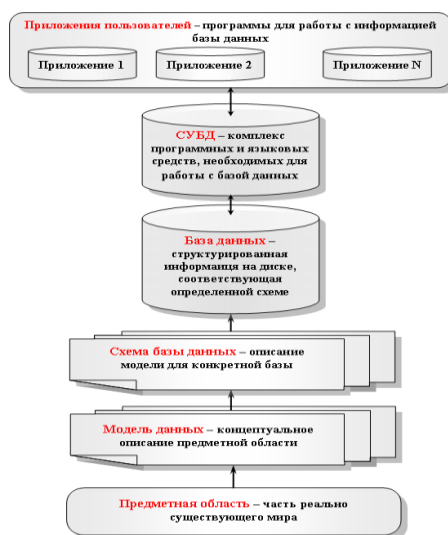 Приложения пользователей – программы для работы с информацией
базы данных
Приложение 1 Приложение 2 Приложение N
СУБД – комплекс
программных и языковых
средств, необходимых для
работы с базой данных
База данных –
структурированная
информаиця на диске,
соответствующая
определенной схеме
Схема базы данных – описание
модели для конкретной базы
Модель данных – концептуальное
описание предметной области
Предметная область – часть реально
существующего мира